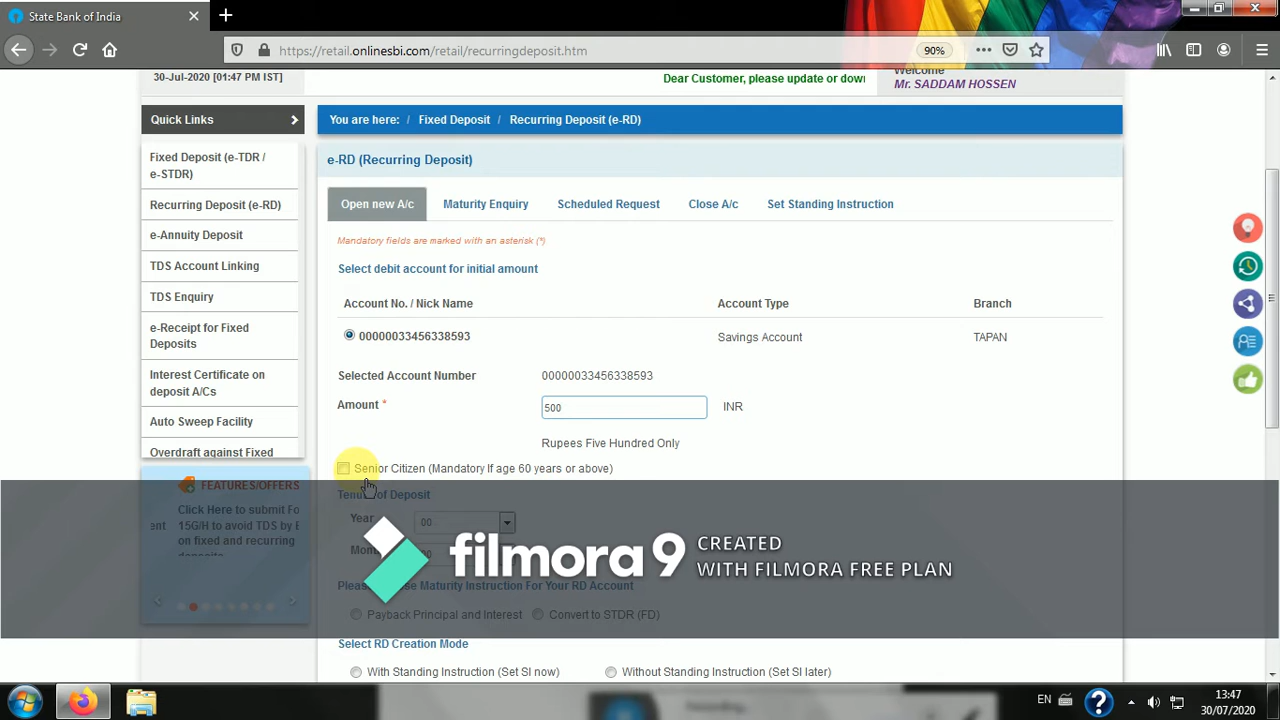 State Bank of India
https://retail.onlinesbi.com/retail/recurringdeposit.htm
90%
30-Jul-2020 [01:47 PM IST]
Dear Customer, please update or down
Welcome
Mr. SADDAM HOSSEN
Quick Links
You are here: / Fixed Deposit / Recurring Deposit (e-RD)
Fixed Deposit (e-TDR /
e-STDR)
Recurring Deposit (e-RD)
e-Annuity Deposit
TDS Account Linking
TDS Enquiry
e-Receipt for Fixed
Deposits
Interest Certificate on
deposit A/Cs
Auto Sweep Facility
Overdraft against Fixed
FEATURES/OFFERS
Click Here to submit Fo
ent 15G/H to avoid TDS by
on fixed and recurring
deposits
e-RD (Recurring Deposit)
Open new A/c Maturity Enquiry Scheduled Request Close A/c Set Standing Instruction
Mandatory fields are marked with an asterisk (*)
Select debit account for initial amount
Account No. / Nick Name Account Type Branch
00000033456338593 Savings Account TAPAN
Selected Account Number 00000033456338593
Amount * 500 INR
Rupees Five Hundred Only
Senior Citizen (Mandatory If age 60 years or above)
of Deposit
Year 00
00
filmora 9 CREATED
WITH FILMORA FREE PLAN
Maturity Instruction For Your RD Account
Payback Principal and Interest Convert to STDR (FD)
Select RD Creation Mode
With Standing Instruction (Set SI now) Without Standing Instruction (Set SI later)
EN
13:47
30/07/2020